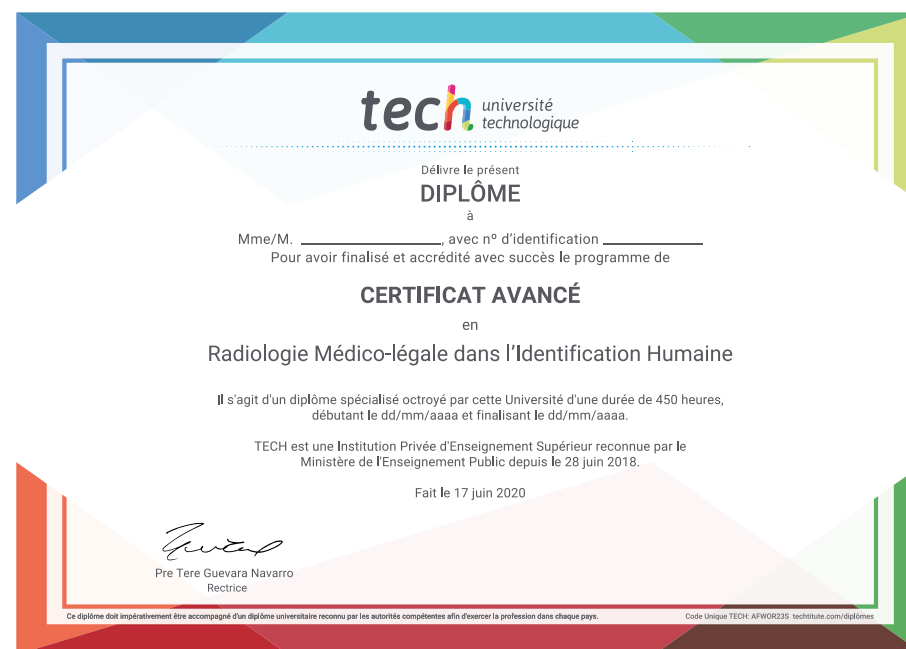 tech université
technologique
Délivre le présent
DIPLÔME
à
Mme/M. ____________________, avec nº d'identification ______________
Pour avoir finalisé et accrédité avec succès le programme de
CERTIFICAT AVANCÉ
en
Radiologie Médico-légale dans l'Identification Humaine
Il s'agit d'un diplôme spécialisé octroyé par cette Université d'une durée de 450 heures,
débutant le dd/mm/aaaa et finalisant le dd/mm/aaaa.
TECH est une Institution Privée d'Enseignement Supérieur reconnue par le
Ministère de l'Enseignement Public depuis le 28 juin 2018.
Fait le 17 juin 2020
Pre Tere Guevara Navarro
Rectrice
Ce diplôme doit impérativement être accompagné d'un diplôme universitaire reconnu par les autorités compétentes afin d'exercer la profession dans chaque pays.
Code Unique TECH: AFWOR23S techtitute.com/diplômes